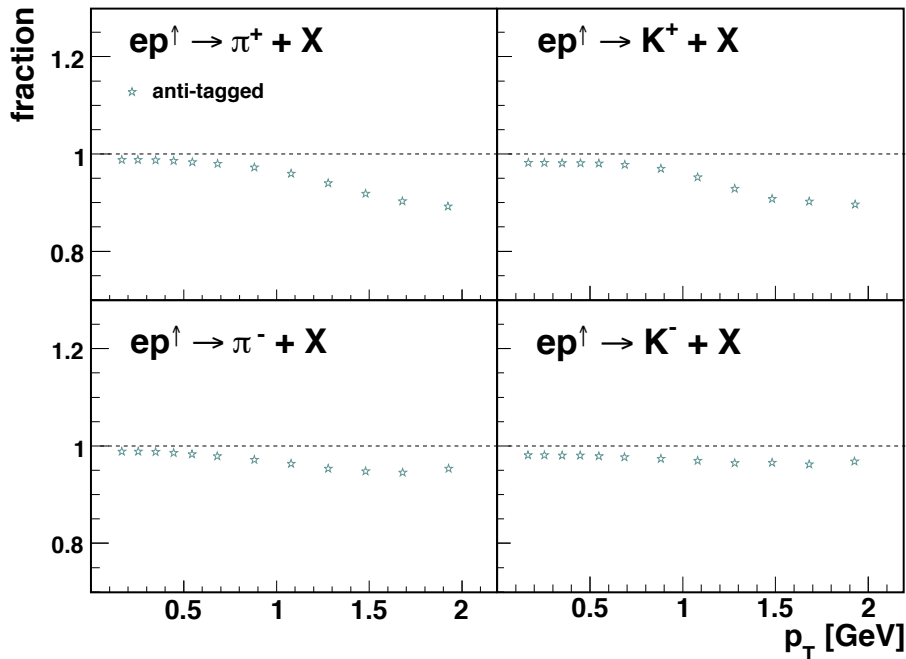 fraction
ep↑ → π+ + X
☆ anti-tagged
1.2
1
0.8
ep↑ → K+ + X
ep↑ → π- + X
1.2
1
0.8
ep↑ → K- + X
0.5 1 1.5 2
0.5 1 1.5 2
pT [GeV]